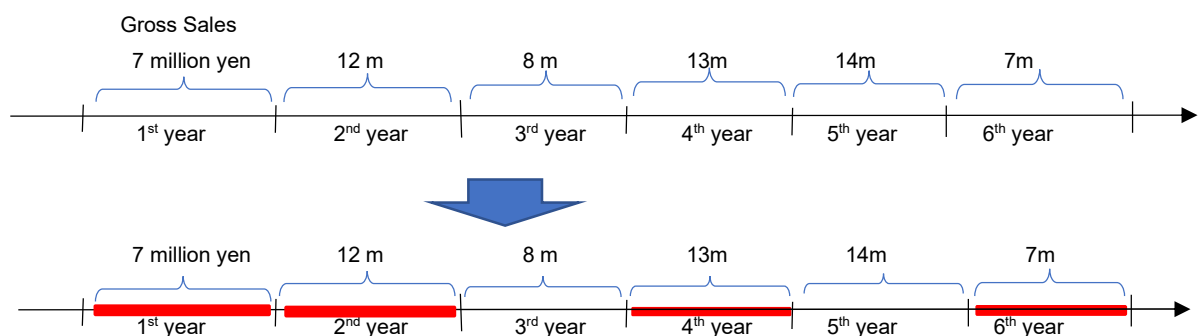 Gross Sales
7 million yen 12 m 8 m 13m 14m 7m
1st year 2nd year 3rd year 4th year 5th year 6th year
7 million yen 12 m 8 m 13m 14m 7m
1st year 2nd year 3rd year 4th year 5th year 6th year